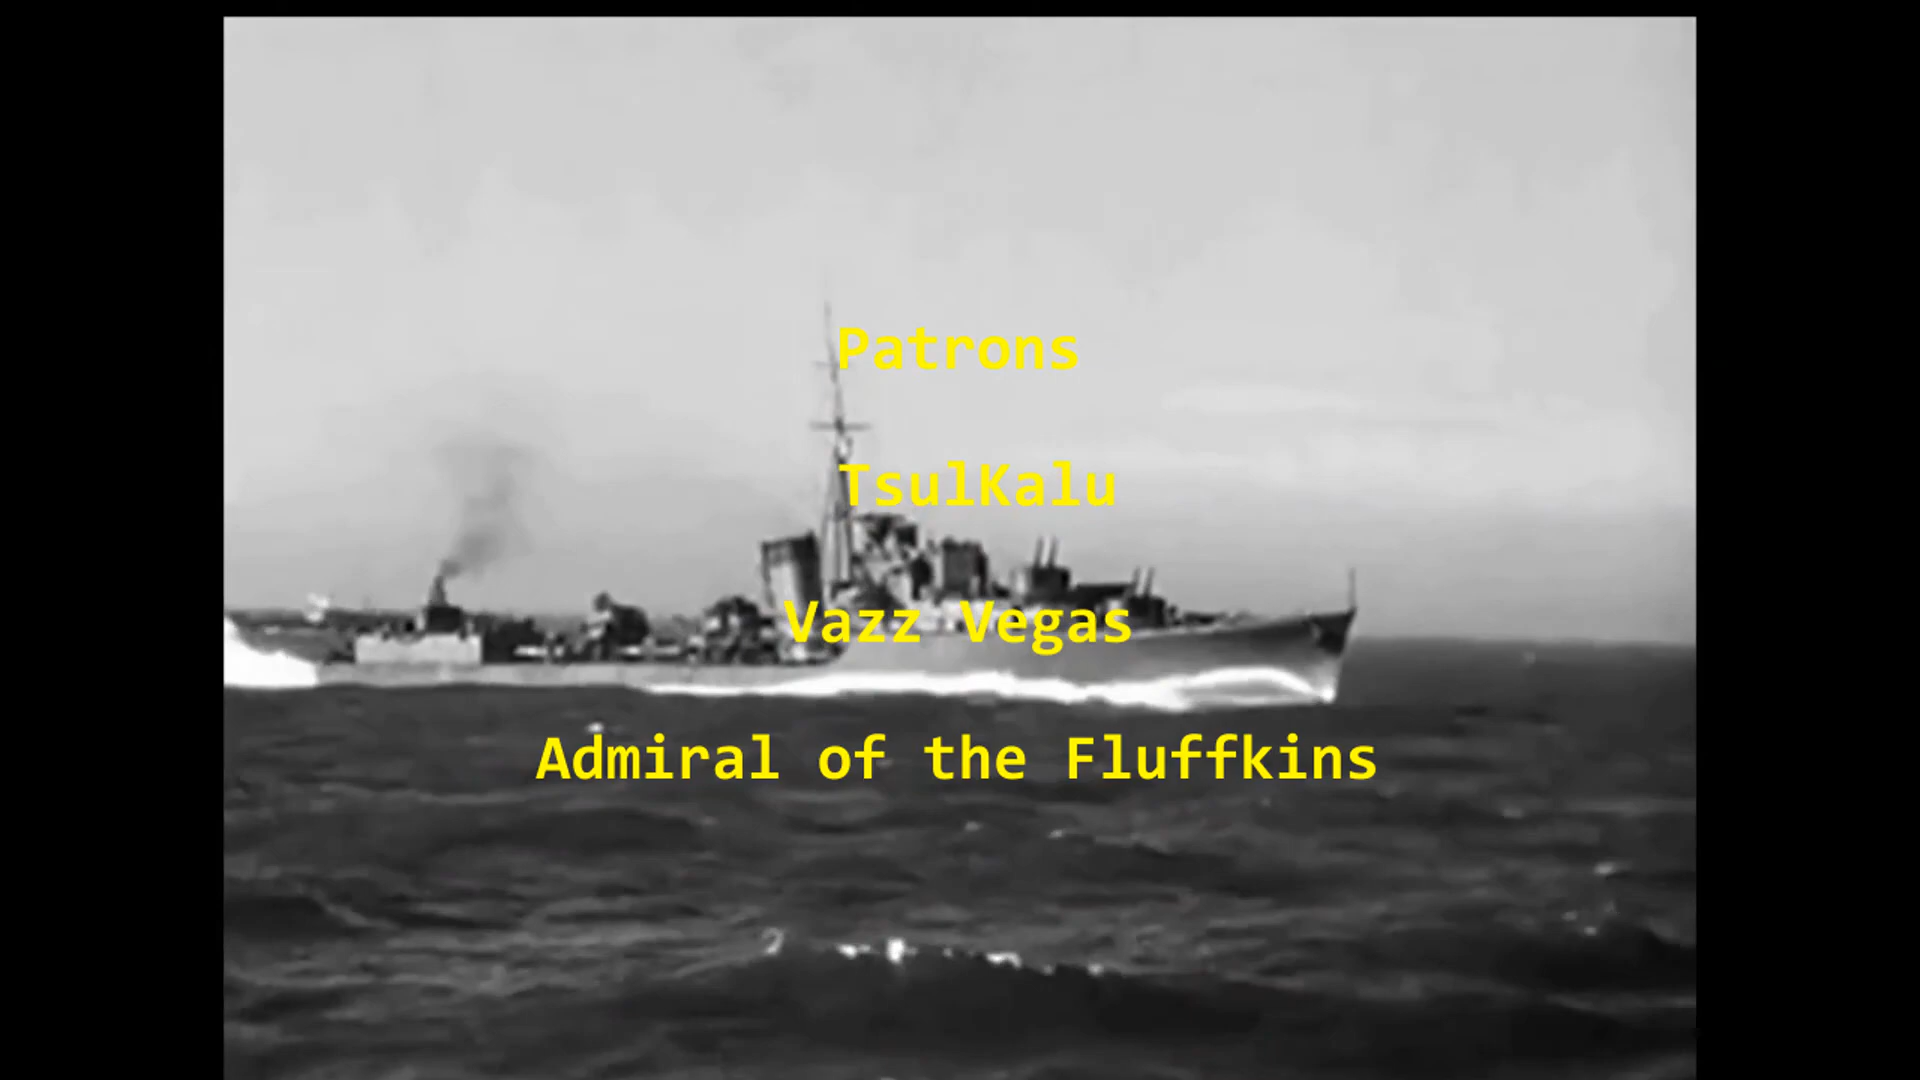 Patrons
TsulKalu
Vazz Vegas
Admiral of the Fluffkins